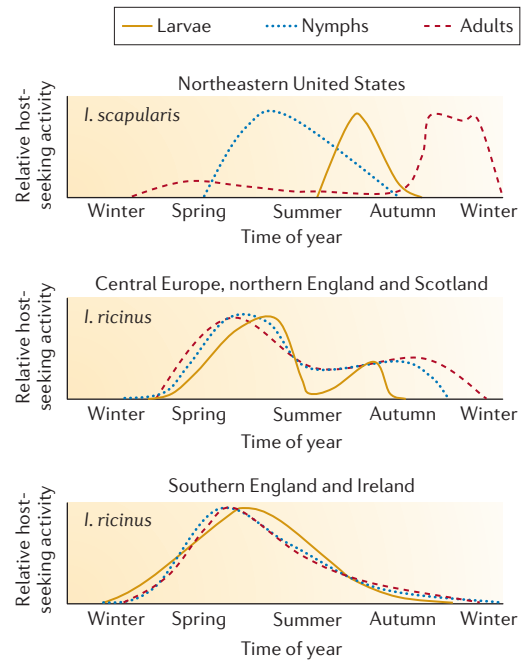 Larvae Nymphs Adults
Northeastern United States
I. scapularis
Relative host-
seeking activity
Winter Spring Summer Autumn Winter
Time of year
Central Europe, northern England and Scotland
I. ricinus
Relative host-
seeking activity
Winter Spring Summer Autumn Winter
Time of year
Southern England and Ireland
I. ricinus
Relative host-
seeking activity
Winter Spring Summer Autumn Winter
Time of year